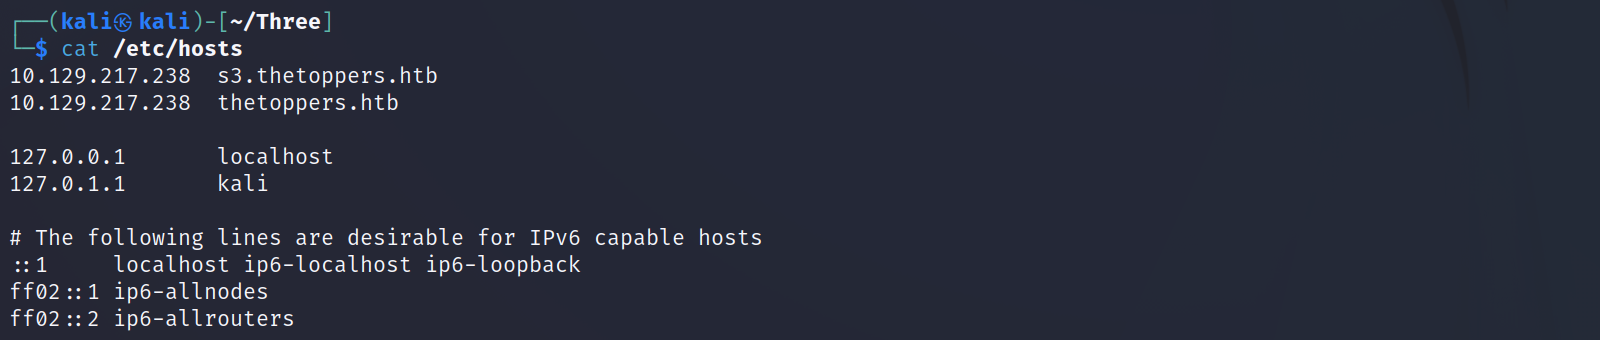 ┌──(kali㉿kali)-[~/Three]
└─$ cat /etc/hosts
10.129.217.238  s3.thetoppers.htb
10.129.217.238  thetoppers.htb

127.0.0.1       localhost
127.0.1.1       kali

# The following lines are desirable for IPv6 capable hosts
::1     localhost ip6-localhost ip6-loopback
ff02::1 ip6-allnodes
ff02::2 ip6-allrouters